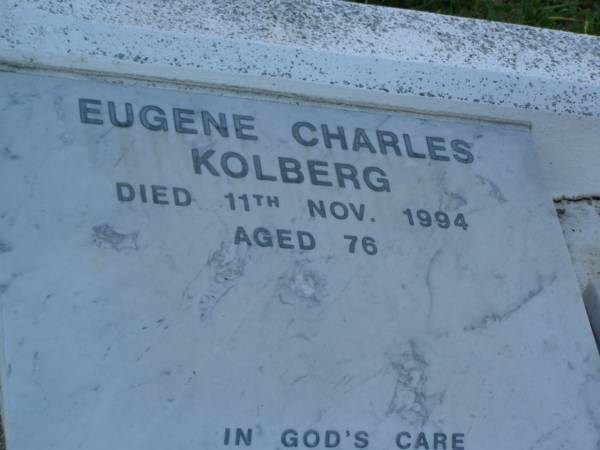 EUGENE CHARLES
KOLBERG
DIED 11TH NOV. 1994
AGED 76
IN GOD'S CARE